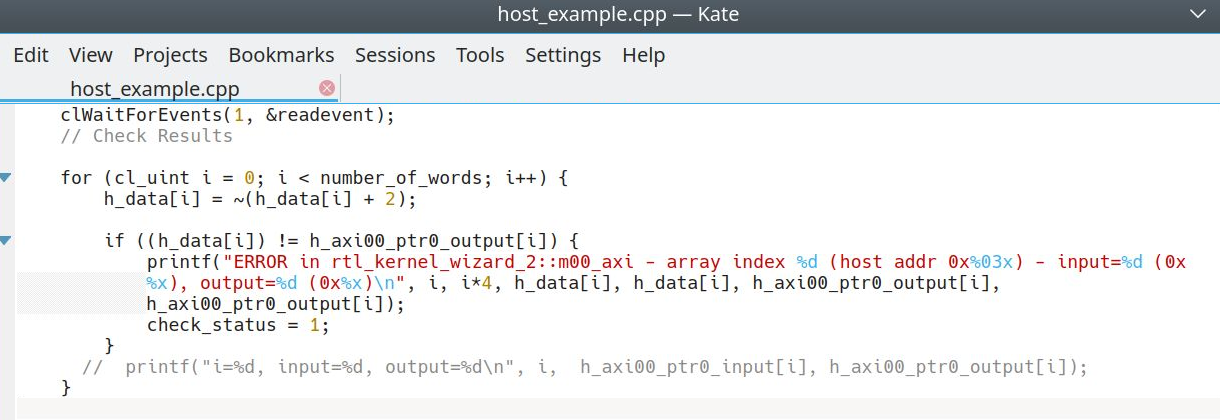 host_example.cpp — Kate
Edit View Projects Bookmarks Sessions Tools Settings Help
host_example.cpp
clWaitForEvents(1, &readevent);
// Check Results
for (cl_uint i = 0; i < number_of_words; i++) {
h_data[i] = ~(h_data[i] + 2);
if ((h_data[i]) != h_axi00_ptr0_output[i]) {
printf("ERROR in rtl_kernel_wizard_2::m00_axi - array index %d (host addr 0x%03x) - input=%d (0x
%x), output=%d (0x%x)\n", i, i*4, h_data[i], h_data[i], h_axi00_ptr0_output[i],
h_axi00_ptr0_output[i]);
check_status = 1;
}
//  printf("i=%d, input=%d, output=%d\n", i,  h_axi00_ptr0_input[i], h_axi00_ptr0_output[i]);
}